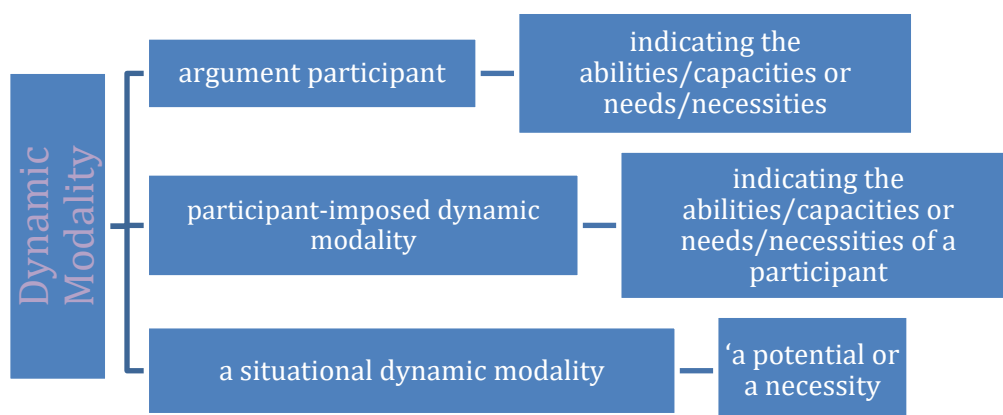 Dynamic
Modality
argument participant
indicating the
abilities/capacities or
needs/necessities
participant-imposed dynamic
modality
indicating the
abilities/capacities or
needs/necessities of a
participant
a situational dynamic modality
‘a potential or
a necessity